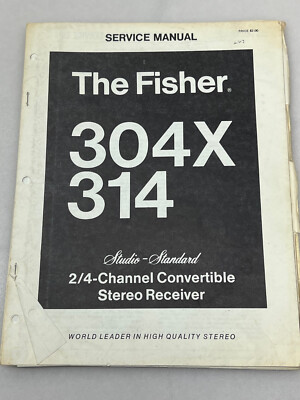 SERVICE MANUAL
The Fisher®
304X
314
Studio-Standard
2/4-Channel Convertible
Stereo Receiver
WORLD LEADER IN HIGH QUALITY STEREO